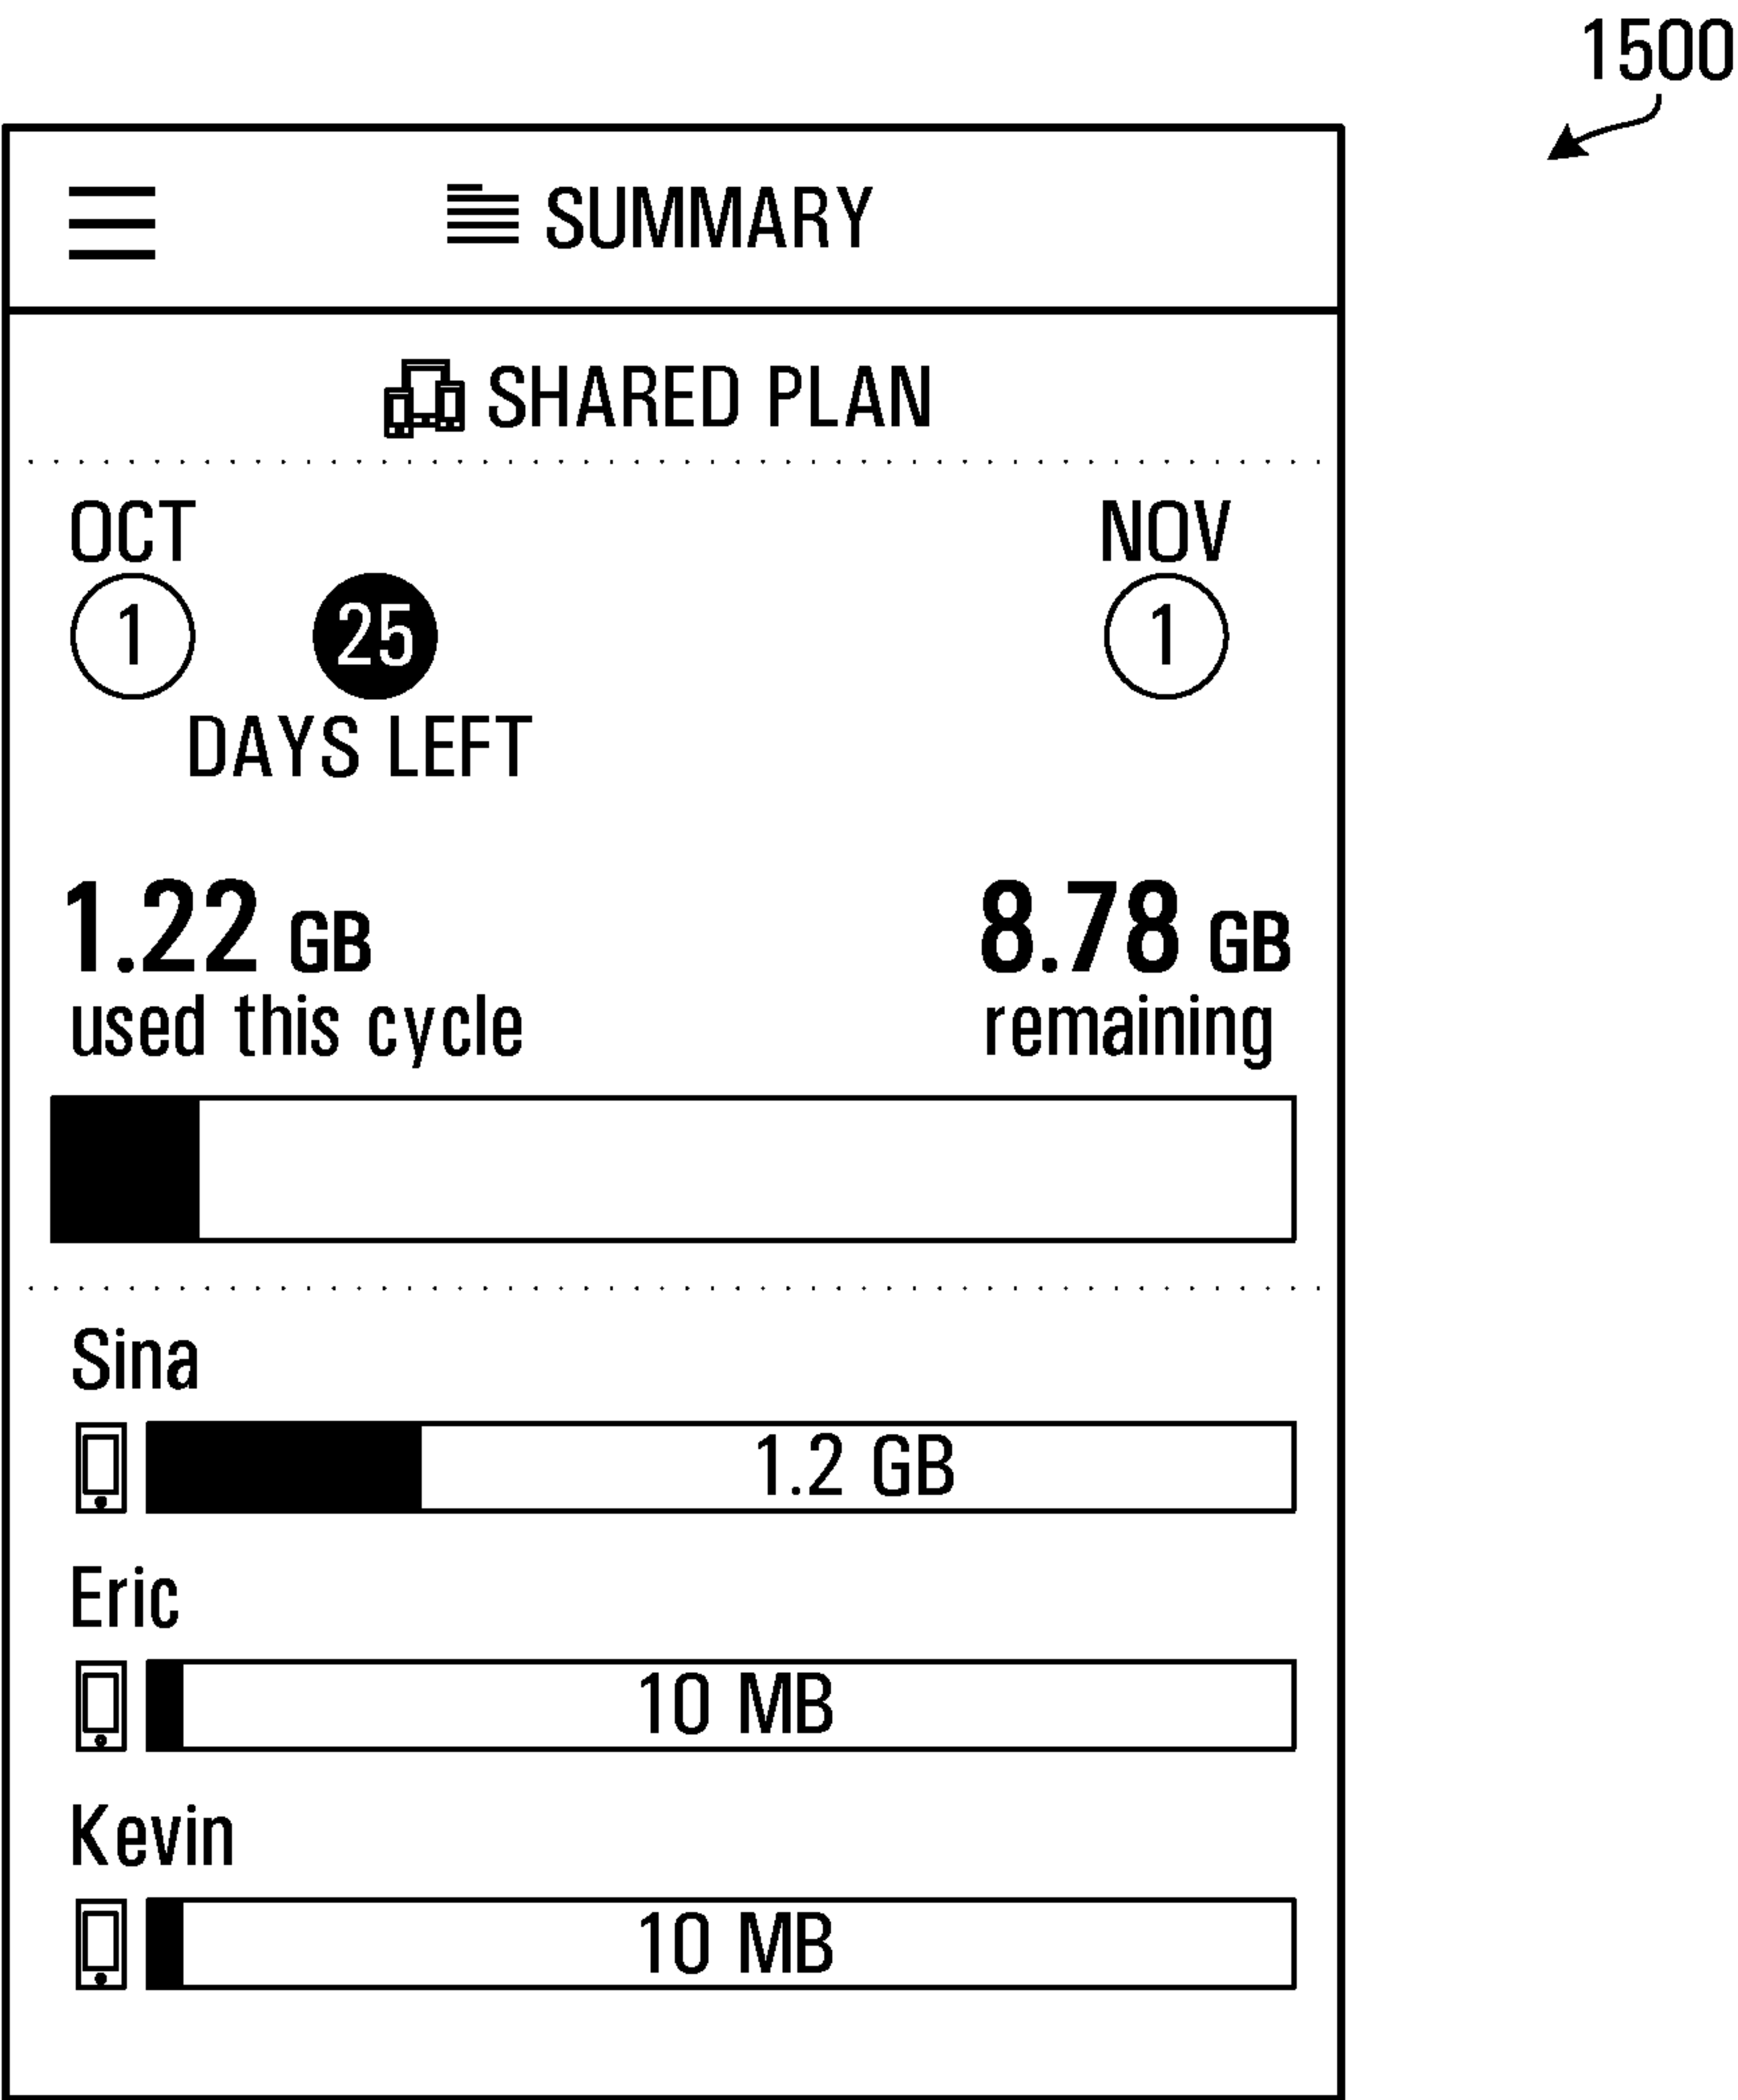 1500
SUMMARY
SHARED PLAN
OCT NOV
1 25 1
DAYS LEFT
1.22 GB 8.78 GB
used this cycle remaining
Sina
1.2 GB
Eric
10 MB
Kevin
10 MB